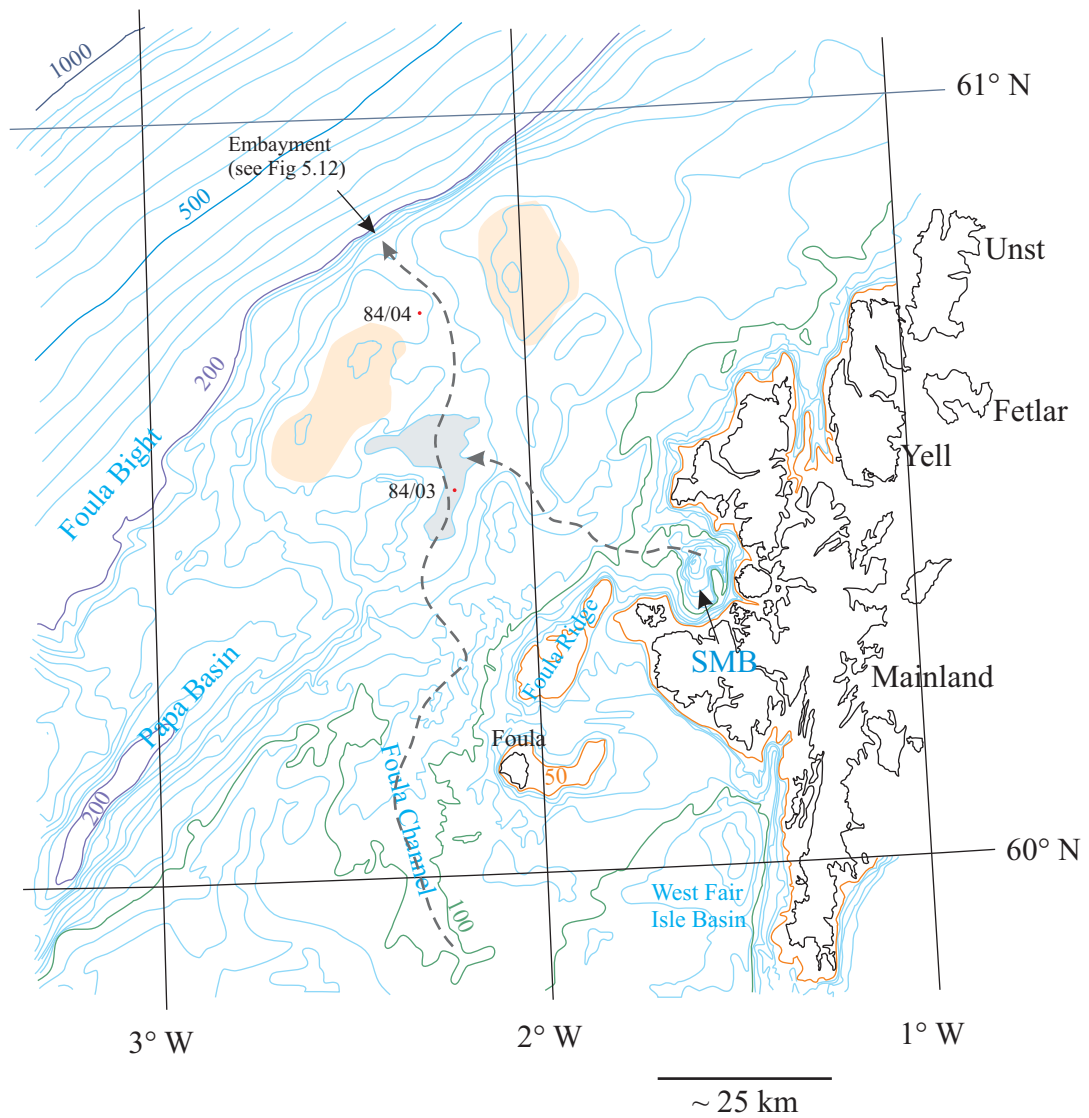 1000
61° N
Embayment
(see Fig 5.12)
500
Unst
84/04
200
Fetlar
Yell
Foula Bight
84/03
Foula Ridge
SMB
Mainland
Papa Basin
Foula
50
Foula Channel
200
60° N
West Fair
Isle Basin
100
3° W
2° W
1° W
~ 25 km